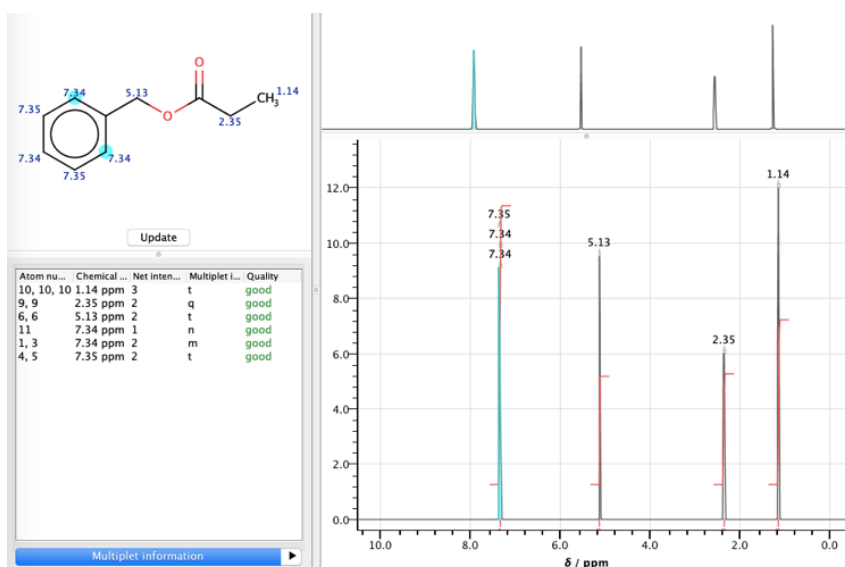 O
CH3 1.14
7.34 5.13
7.35 O
2.35
7.34 7.34
7.35
Update
Atom nu... Chemical ... Net inten... Multiplet i... Quality
10, 10, 10 1.14 ppm 3 t good
9, 9 2.35 ppm 2 q good
6, 6 5.13 ppm 2 t good
11 7.34 ppm 1 n good
1, 3 7.34 ppm 2 m good
4, 5 7.35 ppm 2 t good
Multiplet information
1.14
12.0
7.35
7.34
10.0 5.13
7.34
8.0
2.35
6.0
4.0
2.0
0.0
10.0 8.0 6.0 4.0 2.0 0.0
δ / ppm